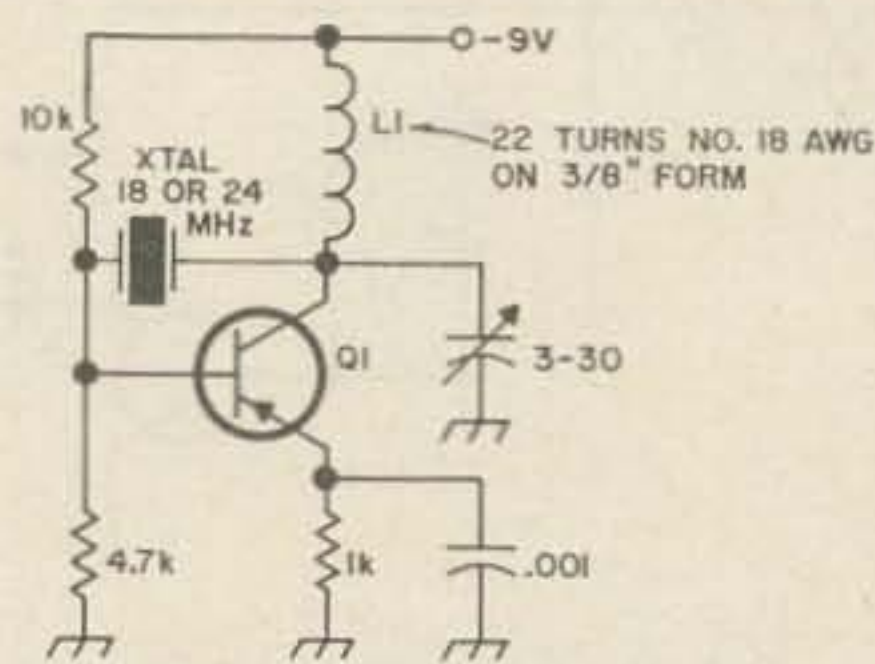 -9V
10k
L1
22 TURNS NO. 18 AWG
ON 3/8" FORM
XTAL
18 OR 24
MHz
Q1
3-30
4.7k
1k
.001